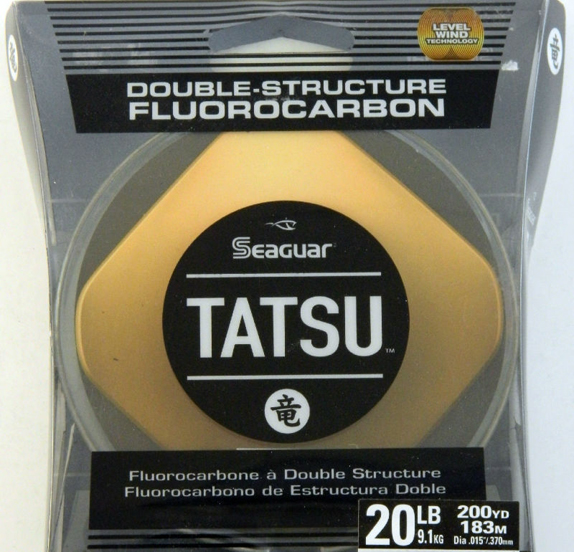 LEVEL
WIND
TECHNOLOGY
DOUBLE-STRUCTURE
FLUOROCARBON
Seaguar
TATSU™
竜
Fluorocarbone à Double Structure
Fluorocarbono de Estructura Doble
20LB 9.1KG
200YD
183M
Dia .015"/.370mm